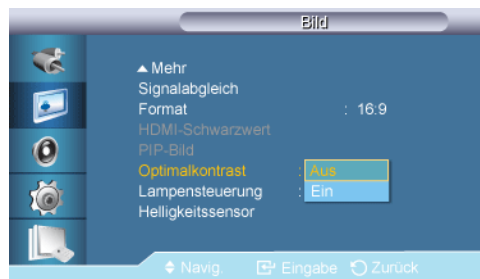 Bild
▲ Mehr
Signalabgleich
Format : 16:9
HDMI-Schwarzwert
PIP-Bild
Optimalkontrast : Aus
Lampensteuerung : Ein
Helligkeitssensor
Navig. Eingabe Zurück